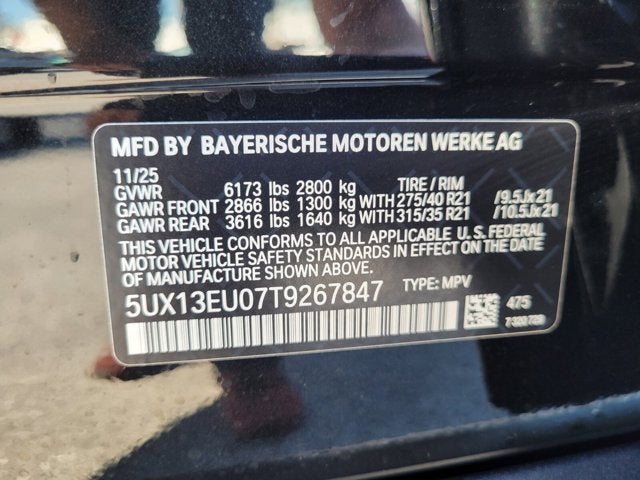 MFD BY BAYERISCHE MOTOREN WERKE AG
11/25
GVWR 6173 lbs 2800 kg TIRE / RIM
GAWR FRONT 2866 lbs 1300 kg WITH 275/40 R21 /9.5Jx21
GAWR REAR 3616 lbs 1640 kg WITH 315/35 R21 /10.5Jx21
THIS VEHICLE CONFORMS TO ALL APPLICABLE U.S. FEDERAL
MOTOR VEHICLE SAFETY STANDARDS IN EFFECT ON THE DATE
OF MANUFACTURE SHOWN ABOVE.
5UX13EU07T9267847 TYPE: MPV
475